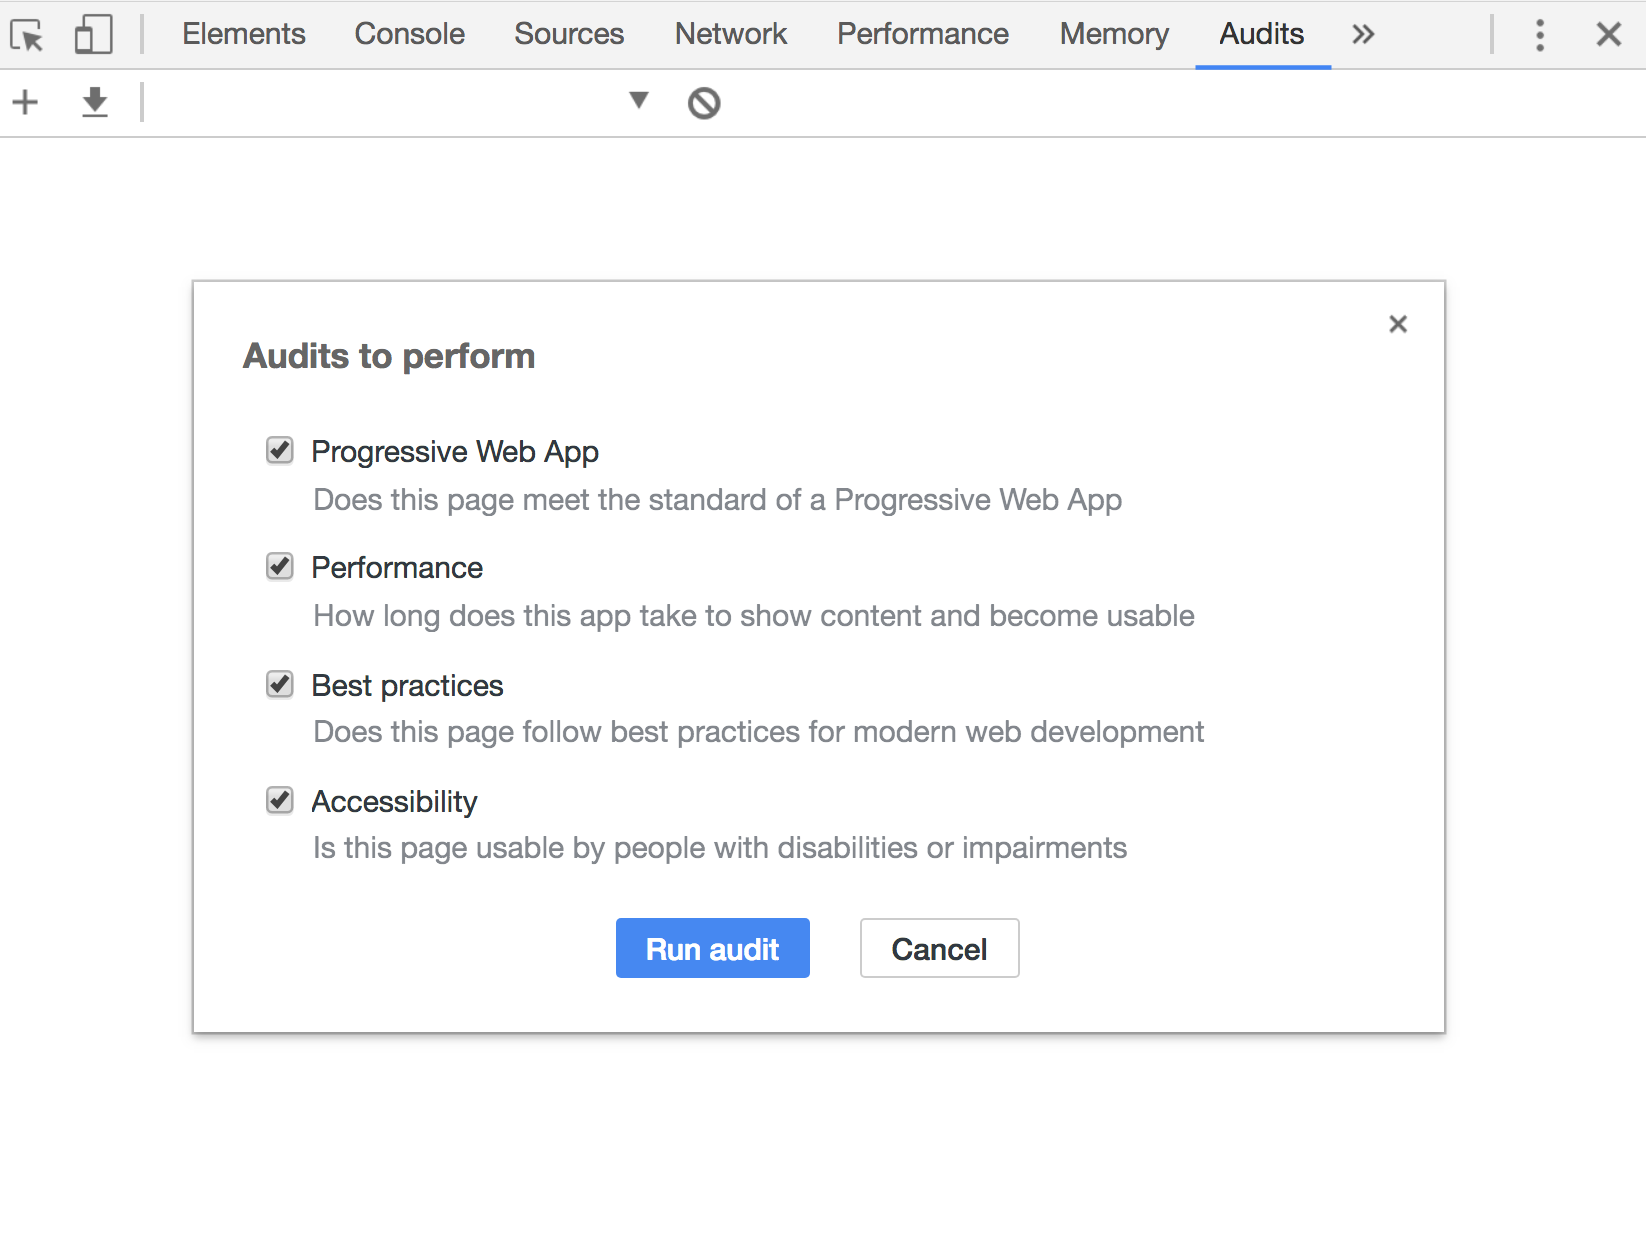 Elements Console Sources Network Performance Memory Audits
Audits to perform
Progressive Web App
Does this page meet the standard of a Progressive Web App
Performance
How long does this app take to show content and become usable
Best practices
Does this page follow best practices for modern web development
Accessibility
Is this page usable by people with disabilities or impairments
Run audit Cancel